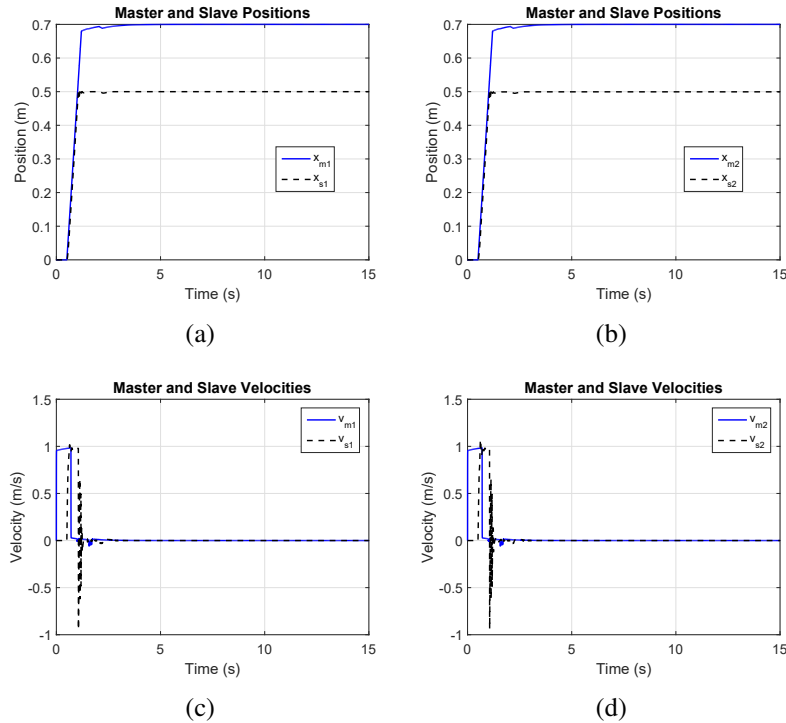 Master and Slave Positions
Position (m)
0.7
0.6
0.5
0.4
0.3
0.2
0.1
0
0
5
10
15
Time (s)
x_m1
x_s1
(a)
Master and Slave Positions
Position (m)
0.7
0.6
0.5
0.4
0.3
0.2
0.1
0
0
5
10
15
Time (s)
x_m2
x_s2
(b)
Master and Slave Velocities
Velocity (m/s)
1.5
1
0.5
0
-0.5
-1
0
5
10
15
Time (s)
v_m1
v_s1
(c)
Master and Slave Velocities
Velocity (m/s)
1.5
1
0.5
0
-0.5
-1
0
5
10
15
Time (s)
v_m2
v_s2
(d)